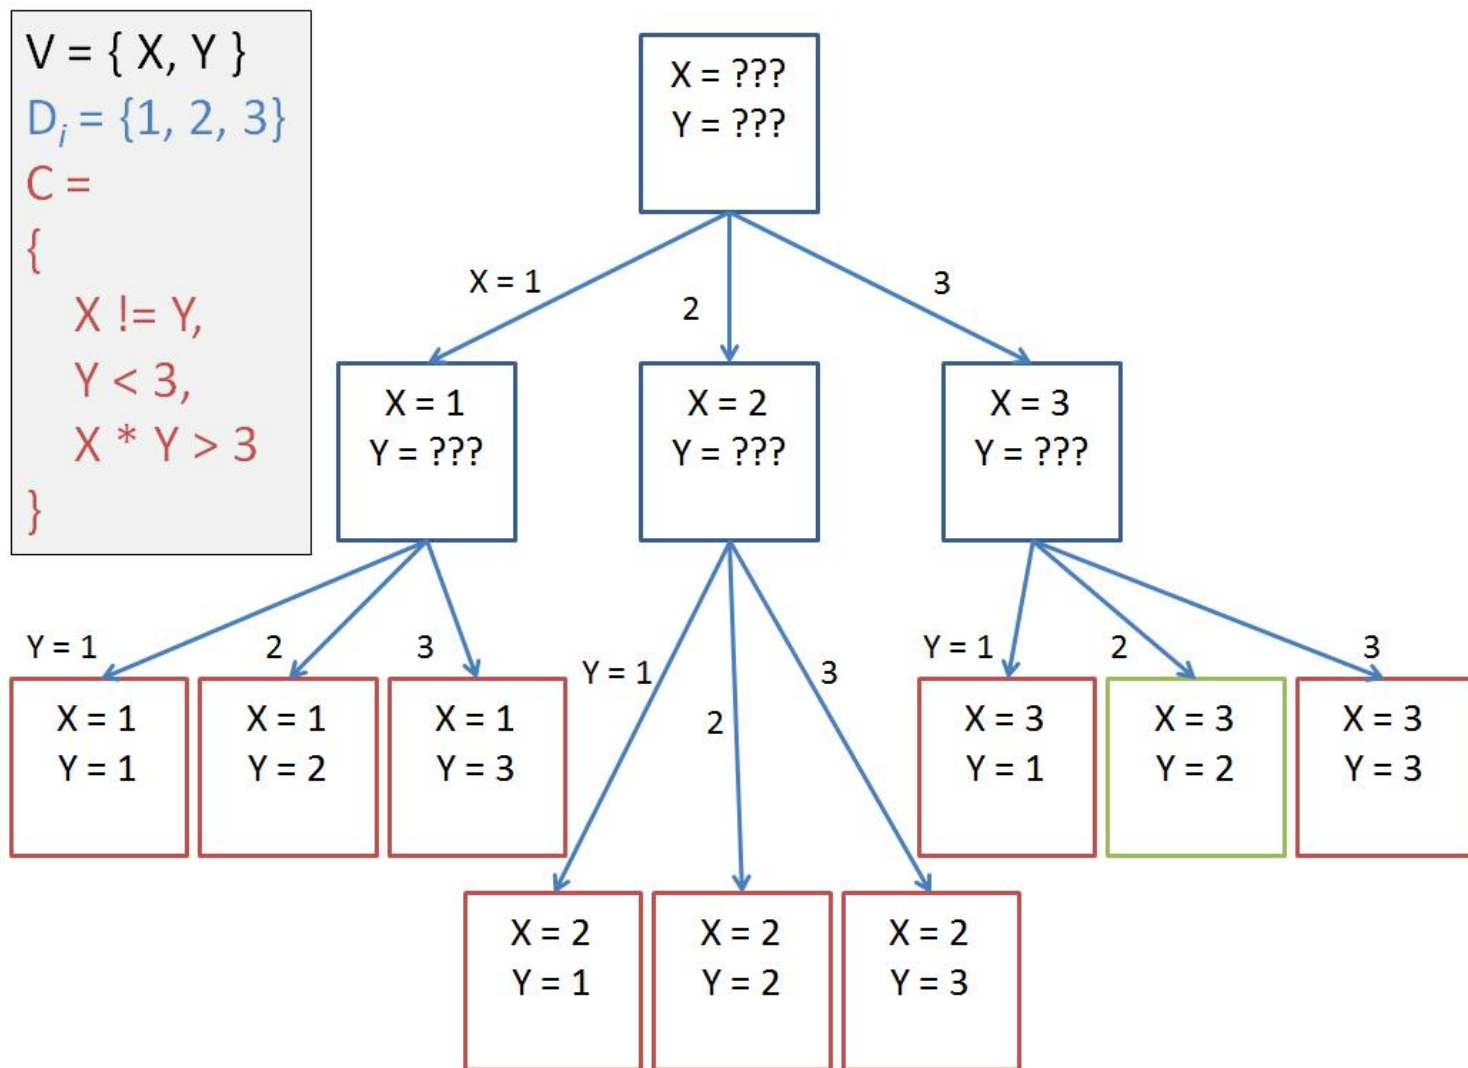 V = { X, Y }
Di = {1, 2, 3}
C =
{
X != Y,
Y < 3,
X * Y > 3
}
X = ???
Y = ???
X = 1
2
3
X = 1
Y = ???
X = 2
Y = ???
X = 3
Y = ???
Y = 1
2
3
Y = 1
2
3
Y = 1
2
3
X = 1
Y = 1
X = 1
Y = 2
X = 1
Y = 3
X = 3
Y = 1
X = 3
Y = 2
X = 3
Y = 3
X = 2
Y = 1
X = 2
Y = 2
X = 2
Y = 3